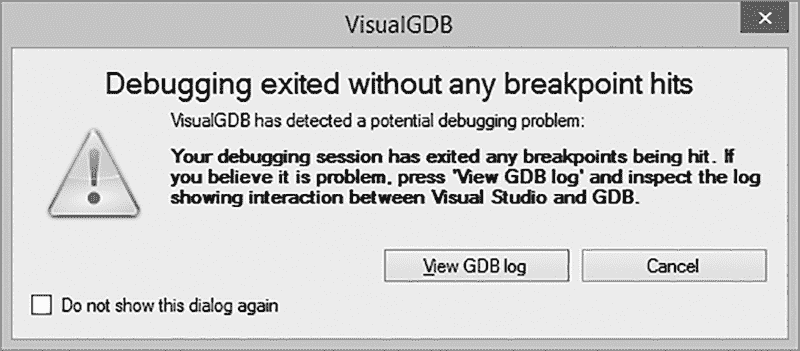 VisualGDB
Debugging exited without any breakpoint hits
VisualGDB has detected a potential debugging problem:
Your debugging session has exited any breakpoints being hit. If
you believe it is problem, press 'View GDB log' and inspect the log
showing interaction between Visual Studio and GDB.
View GDB log
Cancel
Do not show this dialog again